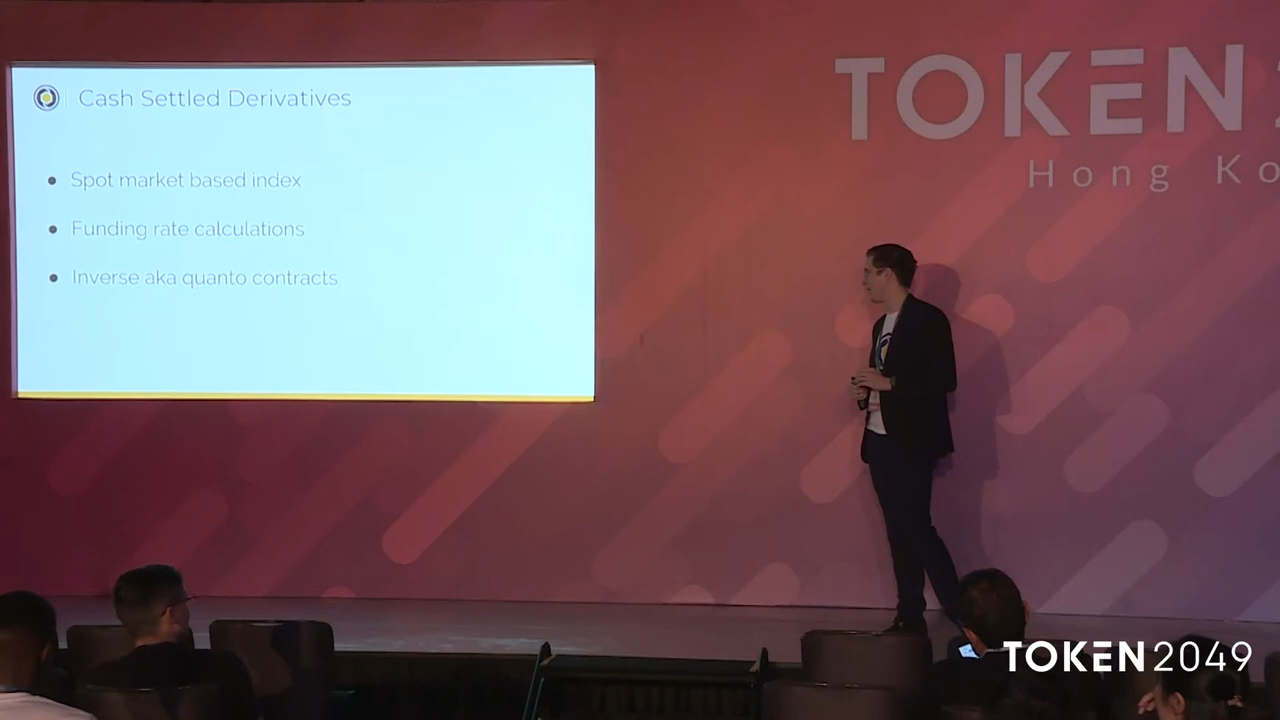 Cash Settled Derivatives
Spot market based index
Funding rate calculations
Inverse aka quanto contracts
TOKEN
Hong Ko
TOKEN2049